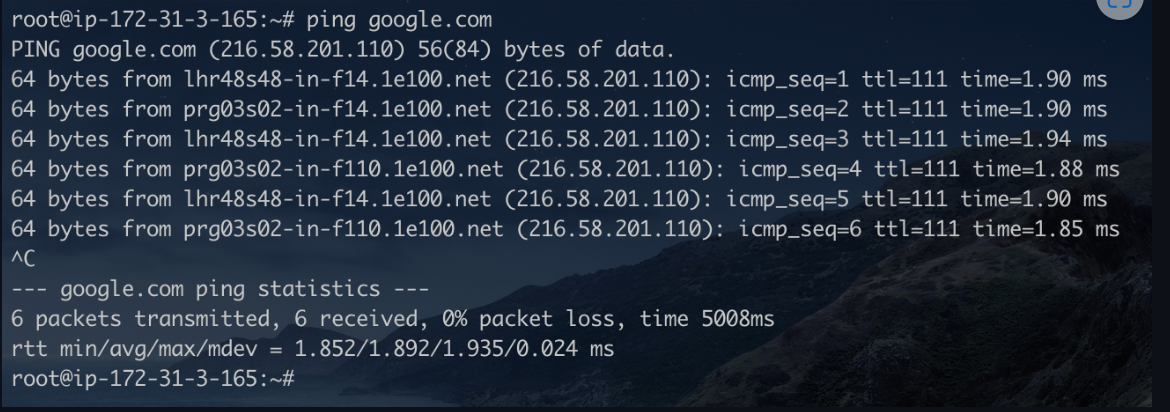 root@ip-172-31-3-165:~# ping google.com
PING google.com (216.58.201.110) 56(84) bytes of data.
64 bytes from lhr48s48-in-f14.1e100.net (216.58.201.110): icmp_seq=1 ttl=111 time=1.90 ms
64 bytes from prg03s02-in-f14.1e100.net (216.58.201.110): icmp_seq=2 ttl=111 time=1.90 ms
64 bytes from lhr48s48-in-f14.1e100.net (216.58.201.110): icmp_seq=3 ttl=111 time=1.94 ms
64 bytes from prg03s02-in-f110.1e100.net (216.58.201.110): icmp_seq=4 ttl=111 time=1.88 ms
64 bytes from lhr48s48-in-f14.1e100.net (216.58.201.110): icmp_seq=5 ttl=111 time=1.90 ms
64 bytes from prg03s02-in-f110.1e100.net (216.58.201.110): icmp_seq=6 ttl=111 time=1.85 ms
^C
--- google.com ping statistics ---
6 packets transmitted, 6 received, 0% packet loss, time 5008ms
rtt min/avg/max/mdev = 1.852/1.892/1.935/0.024 ms
root@ip-172-31-3-165:~#